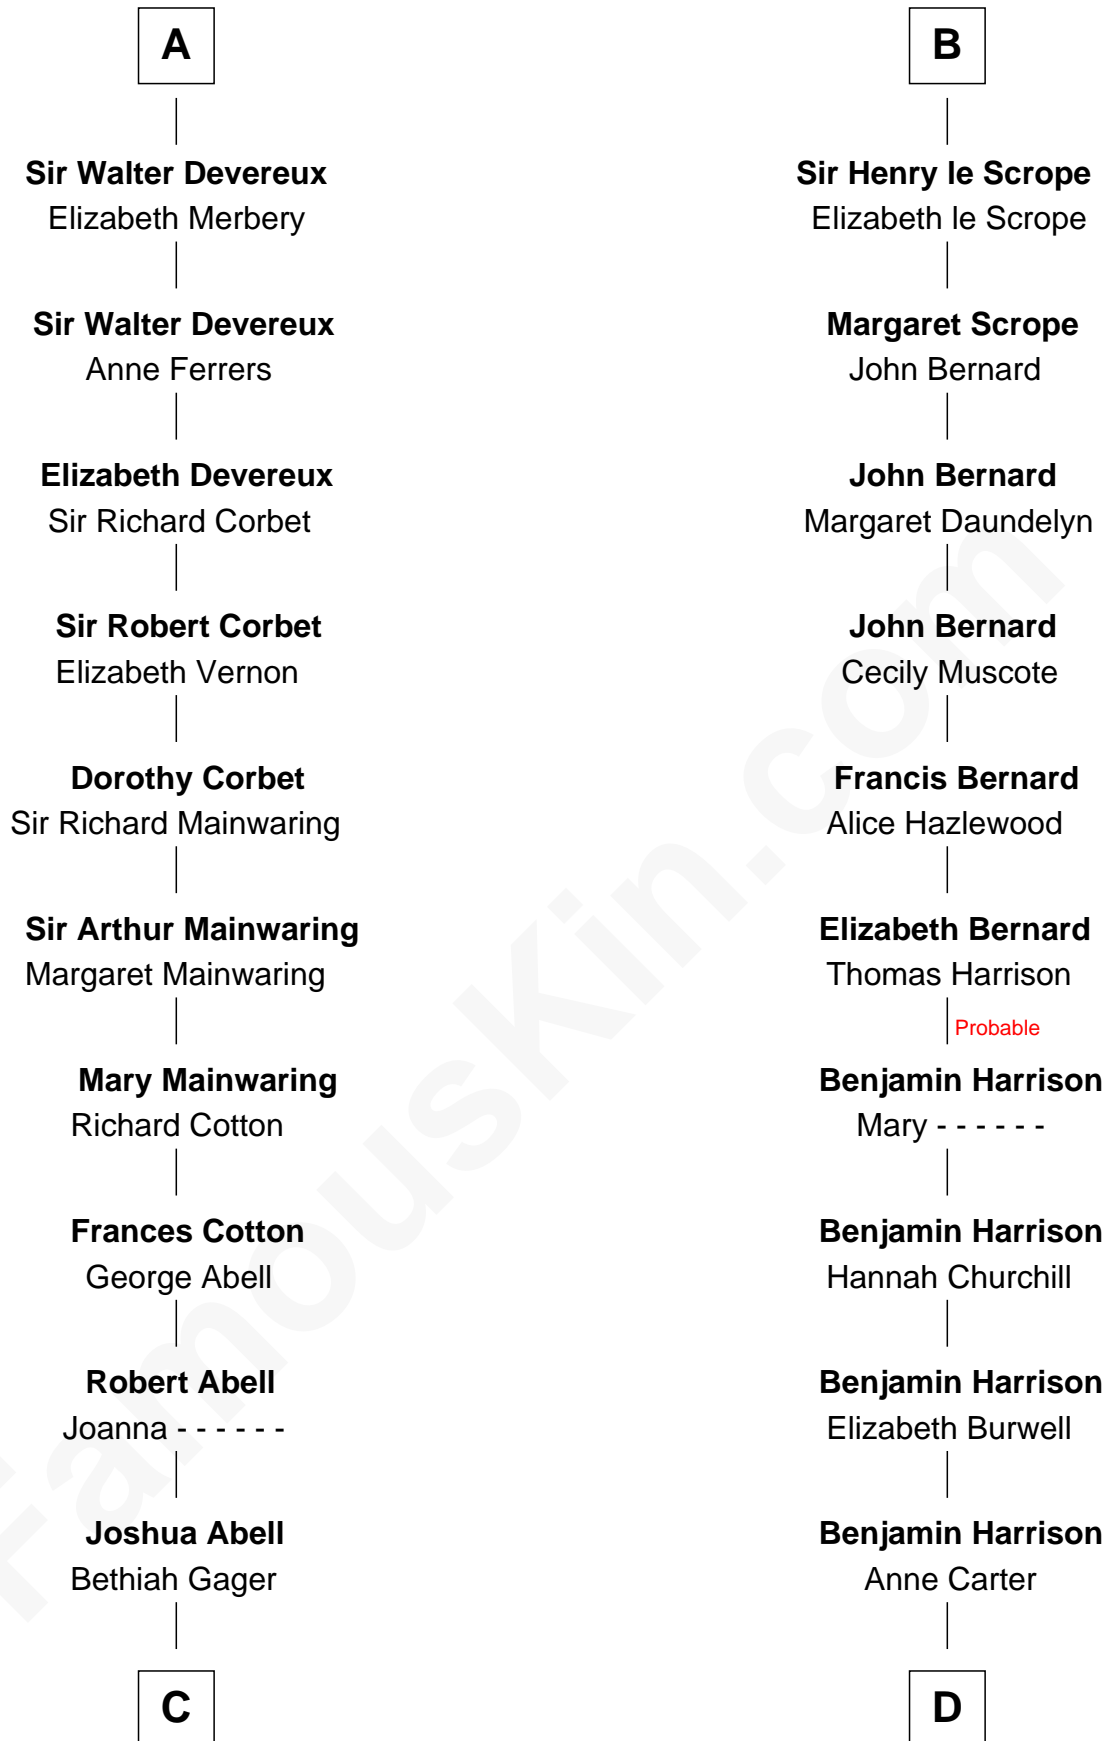 A
Sir Walter Devereux
Elizabeth Merbery
Sir Walter Devereux
Anne Ferrers
Elizabeth Devereux
Sir Richard Corbet
Sir Robert Corbet
Elizabeth Vernon
Dorothy Corbet
Sir Richard Mainwaring
Sir Arthur Mainwaring
Margaret Mainwaring
Mary Mainwaring
Richard Cotton
Frances Cotton
George Abell
Robert Abell
Joanna - - - - - -
Joshua Abell
Bethiah Gager
C
B
Sir Henry le Scrope
Elizabeth le Scrope
Margaret Scrope
John Bernard
John Bernard
Margaret Daundelyn
John Bernard
Cecily Muscote
Francis Bernard
Alice Hazlewood
Elizabeth Bernard
Thomas Harrison
Probable
Benjamin Harrison
Mary - - - - - -
Benjamin Harrison
Hannah Churchill
Benjamin Harrison
Elizabeth Burwell
Benjamin Harrison
Anne Carter
D
FamousKin.com